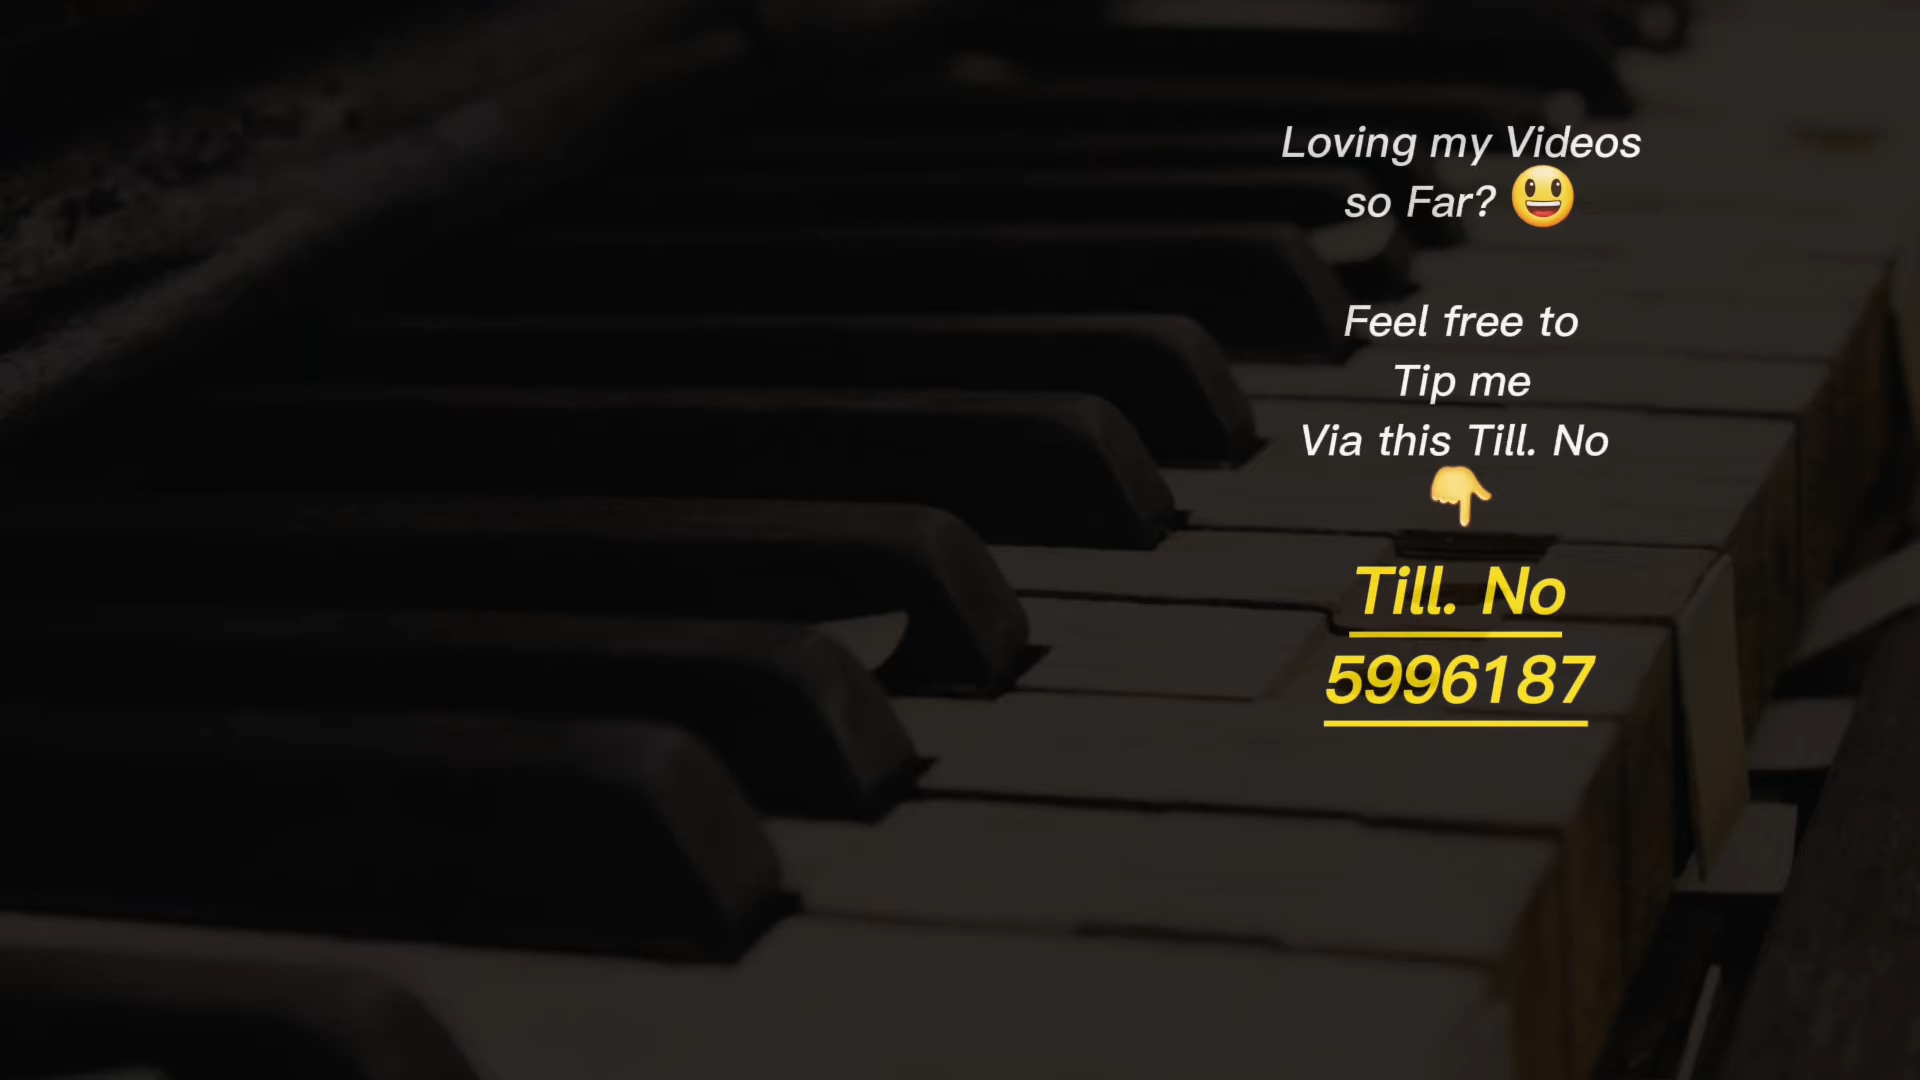 Loving my Videos
so Far? 😃
Feel free to
Tip me
Via this Till. No
👇
Till. No
5996187